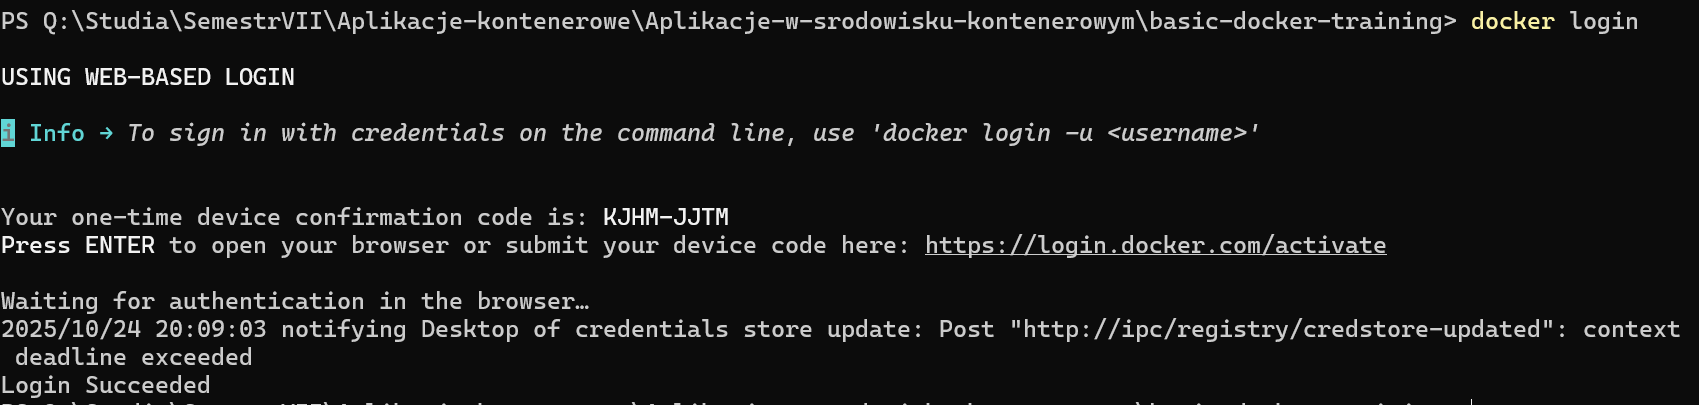 PS Q:\Studia\SemestrVII\Aplikacje-kontenerowe\Aplikacje-w-srodowisku-kontenerowym\basic-docker-training> docker login
USING WEB-BASED LOGIN
i Info → To sign in with credentials on the command line, use 'docker login -u <username>'
Your one-time device confirmation code is: KJHM-JJTM
Press ENTER to open your browser or submit your device code here: https://login.docker.com/activate
Waiting for authentication in the browser…
2025/10/24 20:09:03 notifying Desktop of credentials store update: Post "http://ipc/registry/credstore-updated": context
deadline exceeded
Login Succeeded